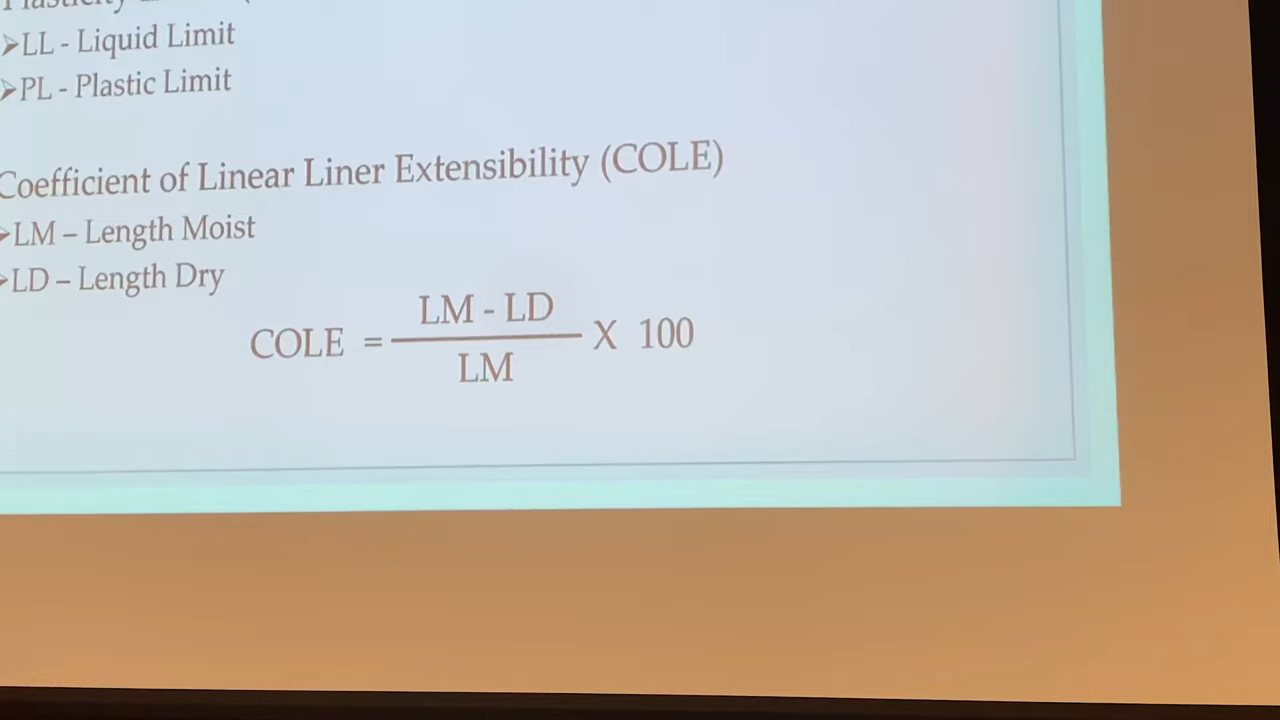 ➢LL - Liquid Limit
➢PL - Plastic Limit
Coefficient of Linear Liner Extensibility (COLE)
➢LM – Length Moist
➢LD – Length Dry
COLE = LM - LD
LM
X 100